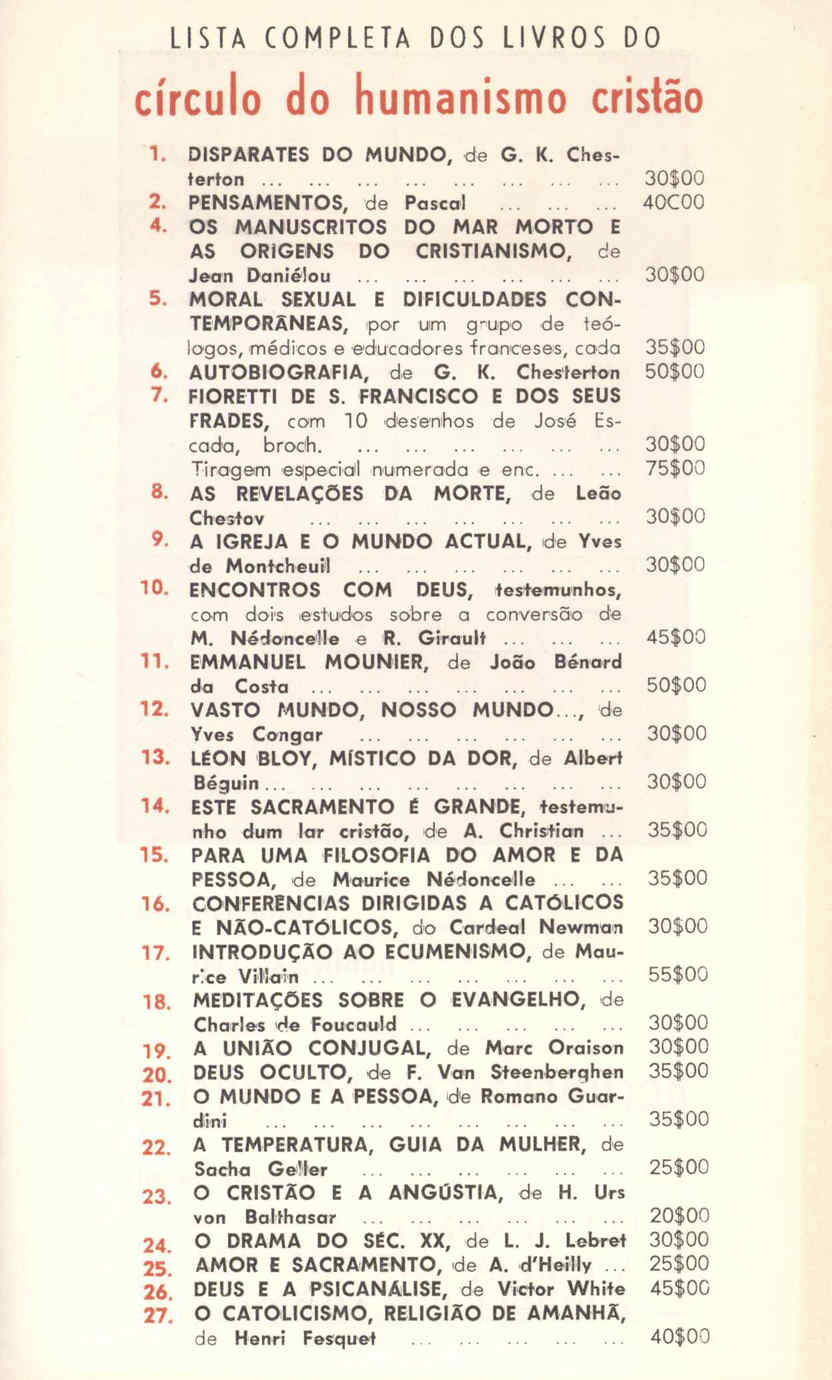 LISTA COMPLETA DOS LIVROS DO
círculo do humanismo cristão
1. DISPARATES DO MUNDO, de G. K. Ches-
terton ... ... ... ... ... ... ... ... 30$00
2. PENSAMENTOS, de Pascal ... ... ... 40C00
4. OS MANUSCRITOS DO MAR MORTO E
AS ORIGENS DO CRISTIANISMO, de
Jean Daniélou ... ... ... ... ... ... 30$00
5. MORAL SEXUAL E DIFICULDADES CON-
TEMPORÂNEAS, por um grupo de teó-
logos, médicos e educadores franceses, cada 35$00
6. AUTOBIOGRAFIA, de G. K. Chesterton 50$00
7. FIORETTI DE S. FRANCISCO E DOS SEUS
FRADES, com 10 desenhos de José Es-
cada, broch. ... ... ... ... ... ... 30$00
Tiragem especial numerada e enc. ... ... 75$00
8. AS REVELAÇÕES DA MORTE, de Leão
Chestov ... ... ... ... ... ... ... 30$00
9. A IGREJA E O MUNDO ACTUAL, de Yves
de Montcheuil ... ... ... ... ... ... 30$00
10. ENCONTROS COM DEUS, testemunhos,
com dois estudos sobre a conversão de
M. Nédoncelle e R. Girault ... ... ... 45$00
11. EMMANUEL MOUNIER, de João Bénard
da Costa ... ... ... ... ... ... ... 50$00
12. VASTO MUNDO, NOSSO MUNDO..., de
Yves Congar ... ... ... ... ... ... 30$00
13. LÉON BLOY, MÍSTICO DA DOR, de Albert
Béguin ... ... ... ... ... ... ... ... 30$00
14. ESTE SACRAMENTO É GRANDE, testemu-
nho dum lar cristão, de A. Christian ... 35$00
15. PARA UMA FILOSOFIA DO AMOR E DA
PESSOA, de Maurice Nédoncelle ... ... 35$00
16. CONFERÊNCIAS DIRIGIDAS A CATÓLICOS
E NÃO-CATÓLICOS, do Cardeal Newman 30$00
17. INTRODUÇÃO AO ECUMENISMO, de Mau-
rice Villain ... ... ... ... ... ... ... 55$00
18. MEDITAÇÕES SOBRE O EVANGELHO, de
Charles de Foucauld ... ... ... ... ... 30$00
19. A UNIÃO CONJUGAL, de Marc Oraison 30$00
20. DEUS OCULTO, de F. Van Steenberghen 35$00
21. O MUNDO E A PESSOA, de Romano Guar-
dini ... ... ... ... ... ... ... ... 35$00
22. A TEMPERATURA, GUIA DA MULHER, de
Sacha Geller ... ... ... ... ... ... 25$00
23. O CRISTÃO E A ANGÚSTIA, de H. Urs
von Balthasar ... ... ... ... ... ... 20$00
24. O DRAMA DO SÉC. XX, de L. J. Lebret 30$00
25. AMOR E SACRAMENTO, de A. d'Heilly ... 25$00
26. DEUS E A PSICANÁLISE, de Victor White 45$00
27. O CATOLICISMO, RELIGIÃO DE AMANHÃ,
de Henri Fesquet ... ... ... ... ... 40$00